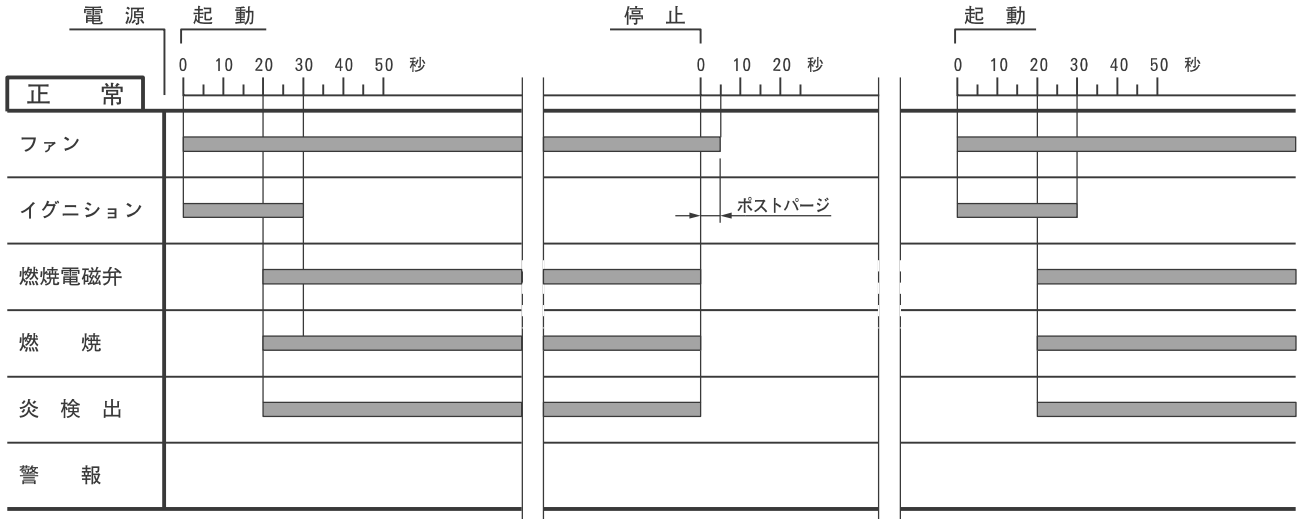 電 源 起 動 停 止 起 動
0 10 20 30 40 50 秒 0 10 20 秒 0 10 20 30 40 50 秒
正 常
ファン
イグニション
ポストパージ
燃焼電磁弁
燃 焼
炎 検 出
警 報